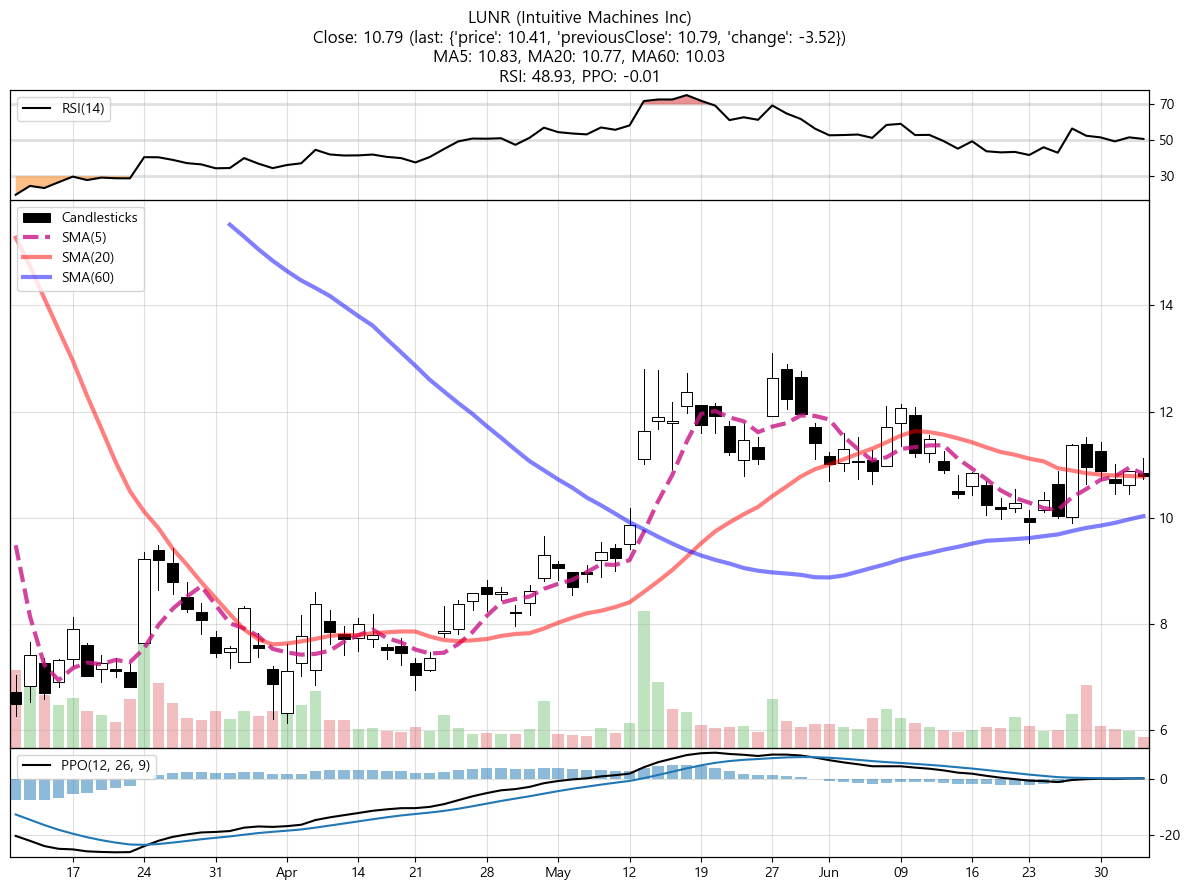 LUNR (Intuitive Machines Inc)
Close: 10.79 (last: {'price': 10.41, 'previousClose': 10.79, 'change': -3.52})
MA5: 10.83, MA20: 10.77, MA60: 10.03
RSI: 48.93, PPO: -0.01
RSI(14)
70
50
30
Candlesticks
SMA(5)
SMA(20)
SMA(60)
14
12
10
8
6
PPO(12, 26, 9)
0
-20
17 24 31 Apr 14 21 28 May 12 19 27 Jun 09 16 23 30